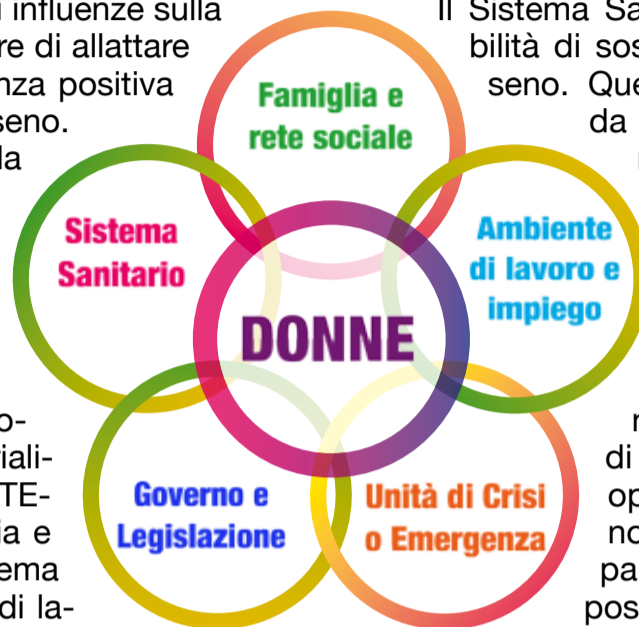 i influenze sulla
re di allattare
nza positiva
seno.
la
Il Sistema Sa
bilità di sos
seno. Que
da
Famiglia e
rete sociale
Sistema
Sanitario
Ambiente
di lavoro e
impiego
DONNE
Governo e
Legislazione
Unità di Crisi
o Emergenza
o-
iali-
TE-
ia e
ema
di la-
di
op
no
pa
pos